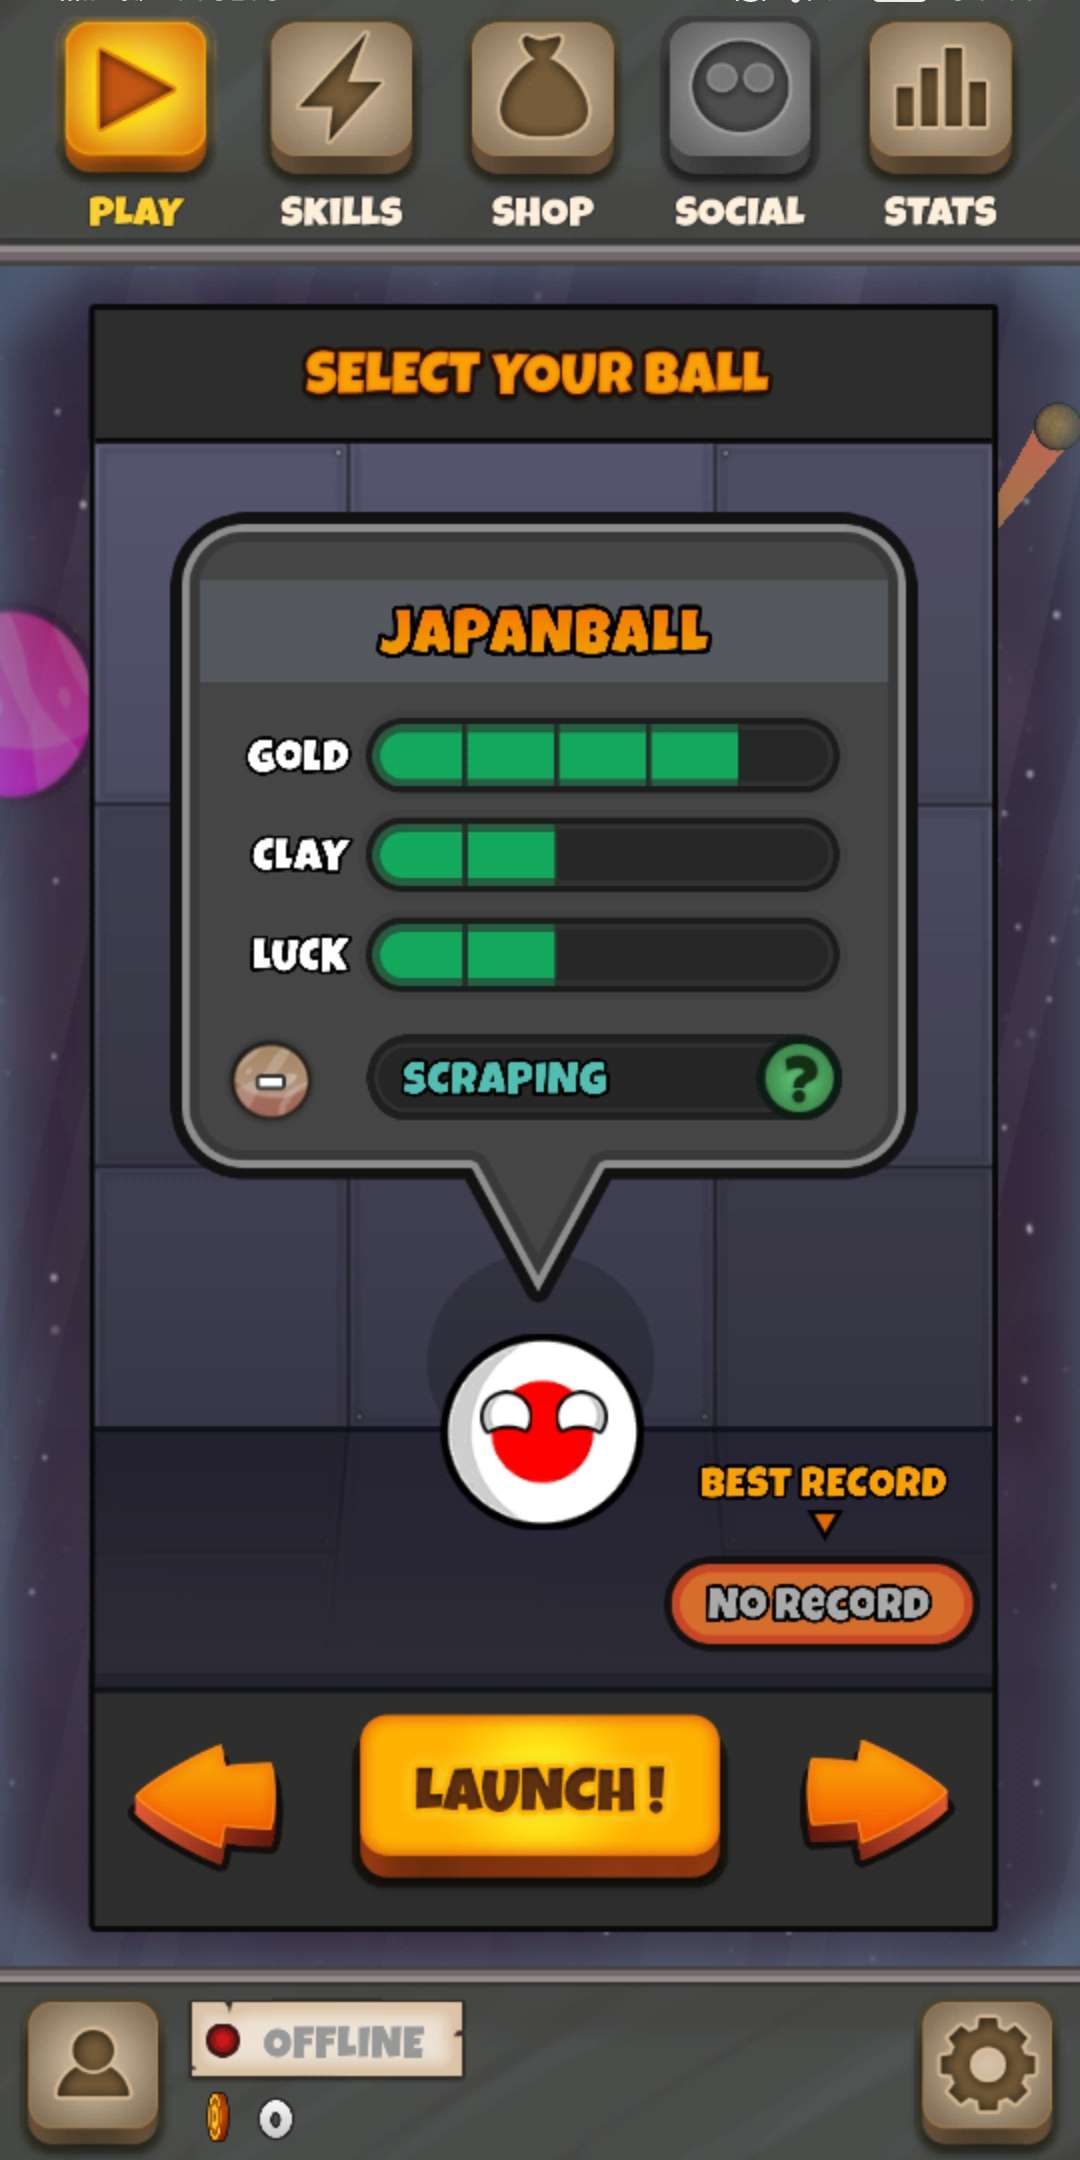 PLAY
SKILLS
SHOP
SOCIAL
STATS
SELECT YOUR BALL
JAPANBALL
GOLD
CLAY
LUCK
SCRAPING ?
BEST RECORD
NO RECORD
LAUNCH !
OFFLINE
0